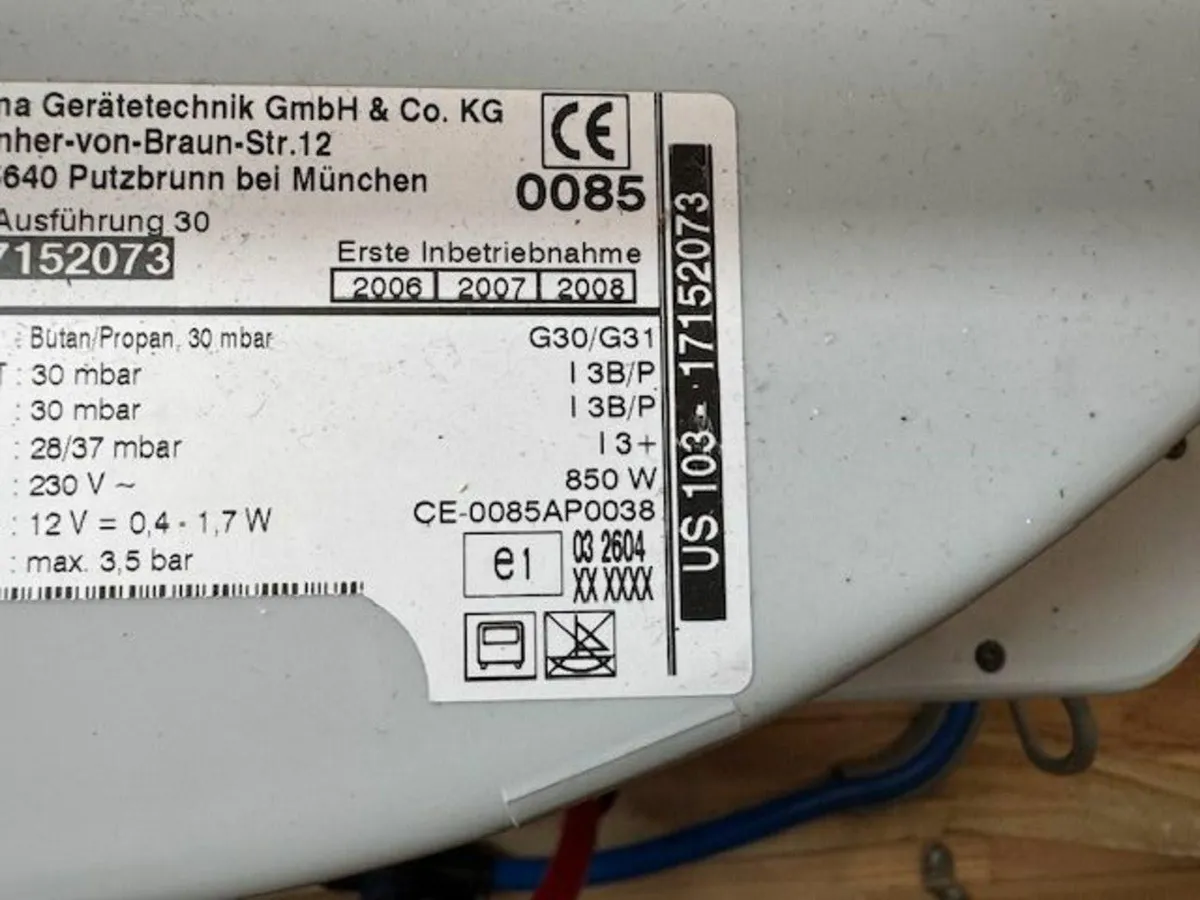 na Gerätetechnik GmbH & Co. KG
nher-von-Braun-Str.12
640 Putzbrunn bei München
CE
0085
Ausführung 30
7152073
Erste Inbetriebnahme
2006 2007 2008
: Butan/Propan, 30 mbar G30/G31
T : 30 mbar I 3B/P
: 30 mbar I 3B/P
: 28/37 mbar I 3+
: 230 V ~ 850 W
: 12 V = 0,4 - 1,7 W CE-0085AP0038
: max. 3,5 bar
e1
03 2604
XX XXXX
US 103 - 17152073